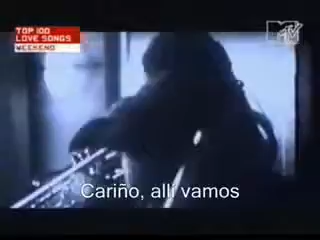 TOP 100
LOVE SONGS
WEEKEND
MTV
Cariño, allí vamos